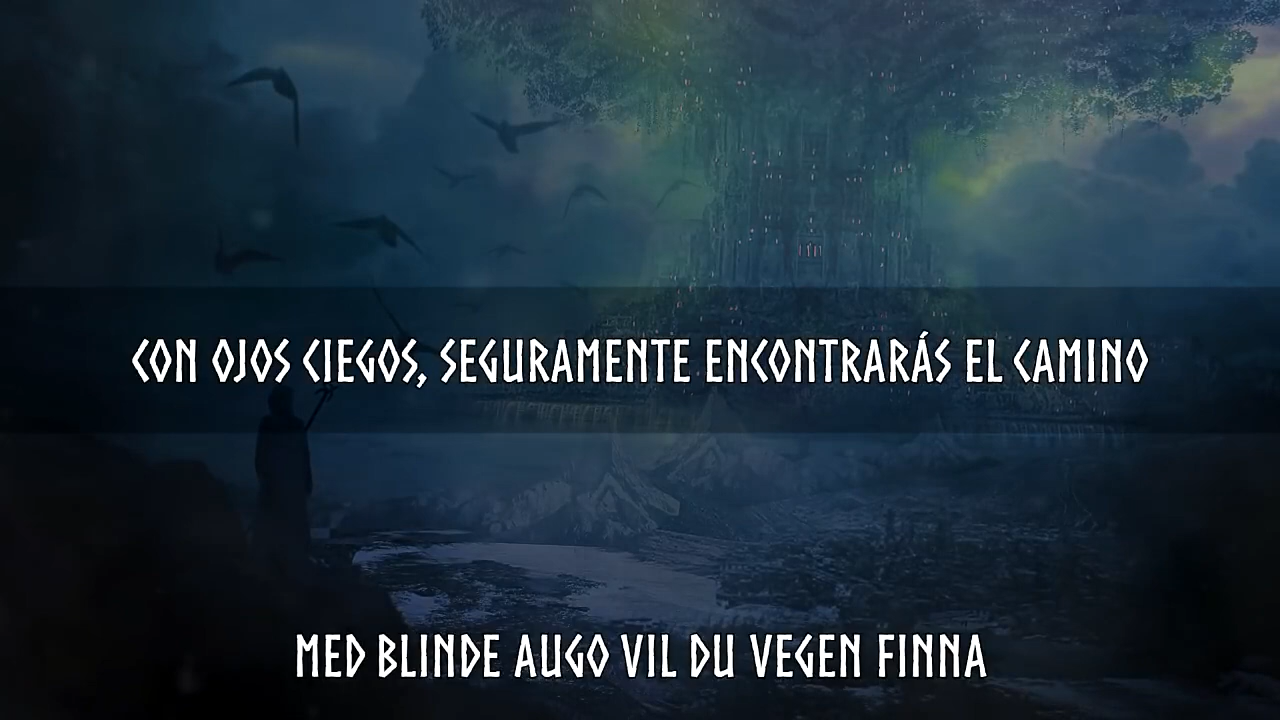 CON OJOS CIEGOS, SEGURAMENTE ENCONTRARÁS EL CAMINO
MED BLINDE AUGO VIL DU VEGEN FINNA